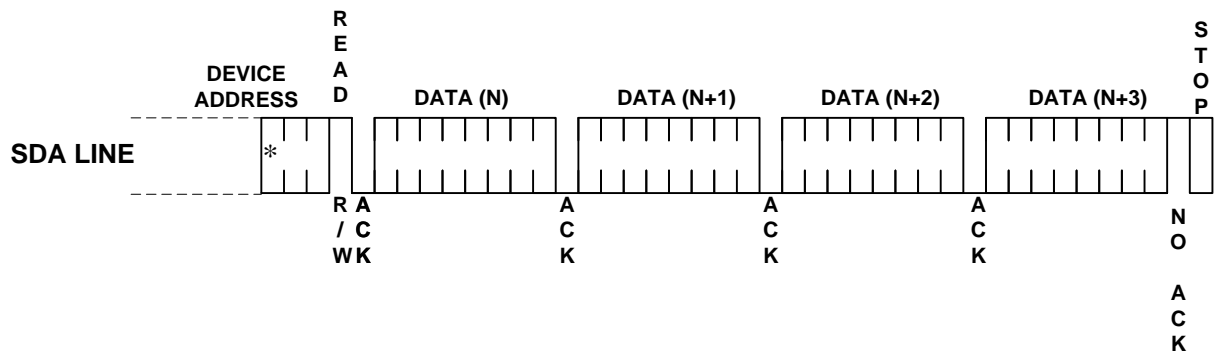 READ
STOP
DEVICE
ADDRESS
DATA (N)
DATA (N+1)
DATA (N+2)
DATA (N+3)
SDA LINE
*
R/W
ACK
ACK
ACK
ACK
NO ACK